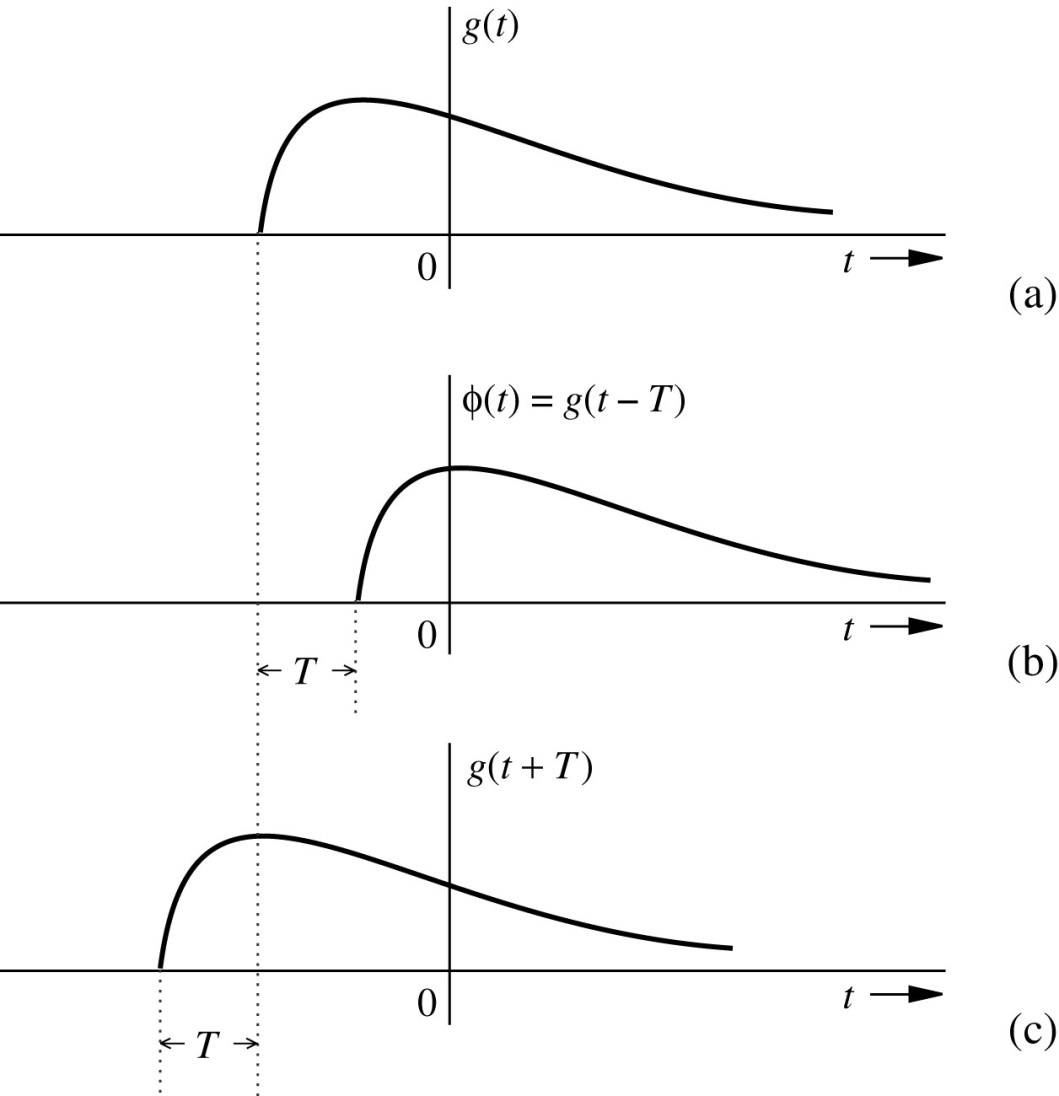 g(t)
0
t
(a)
ϕ(t) = g(t − T)
0
t
(b)
T
g(t + T)
0
t
(c)
T